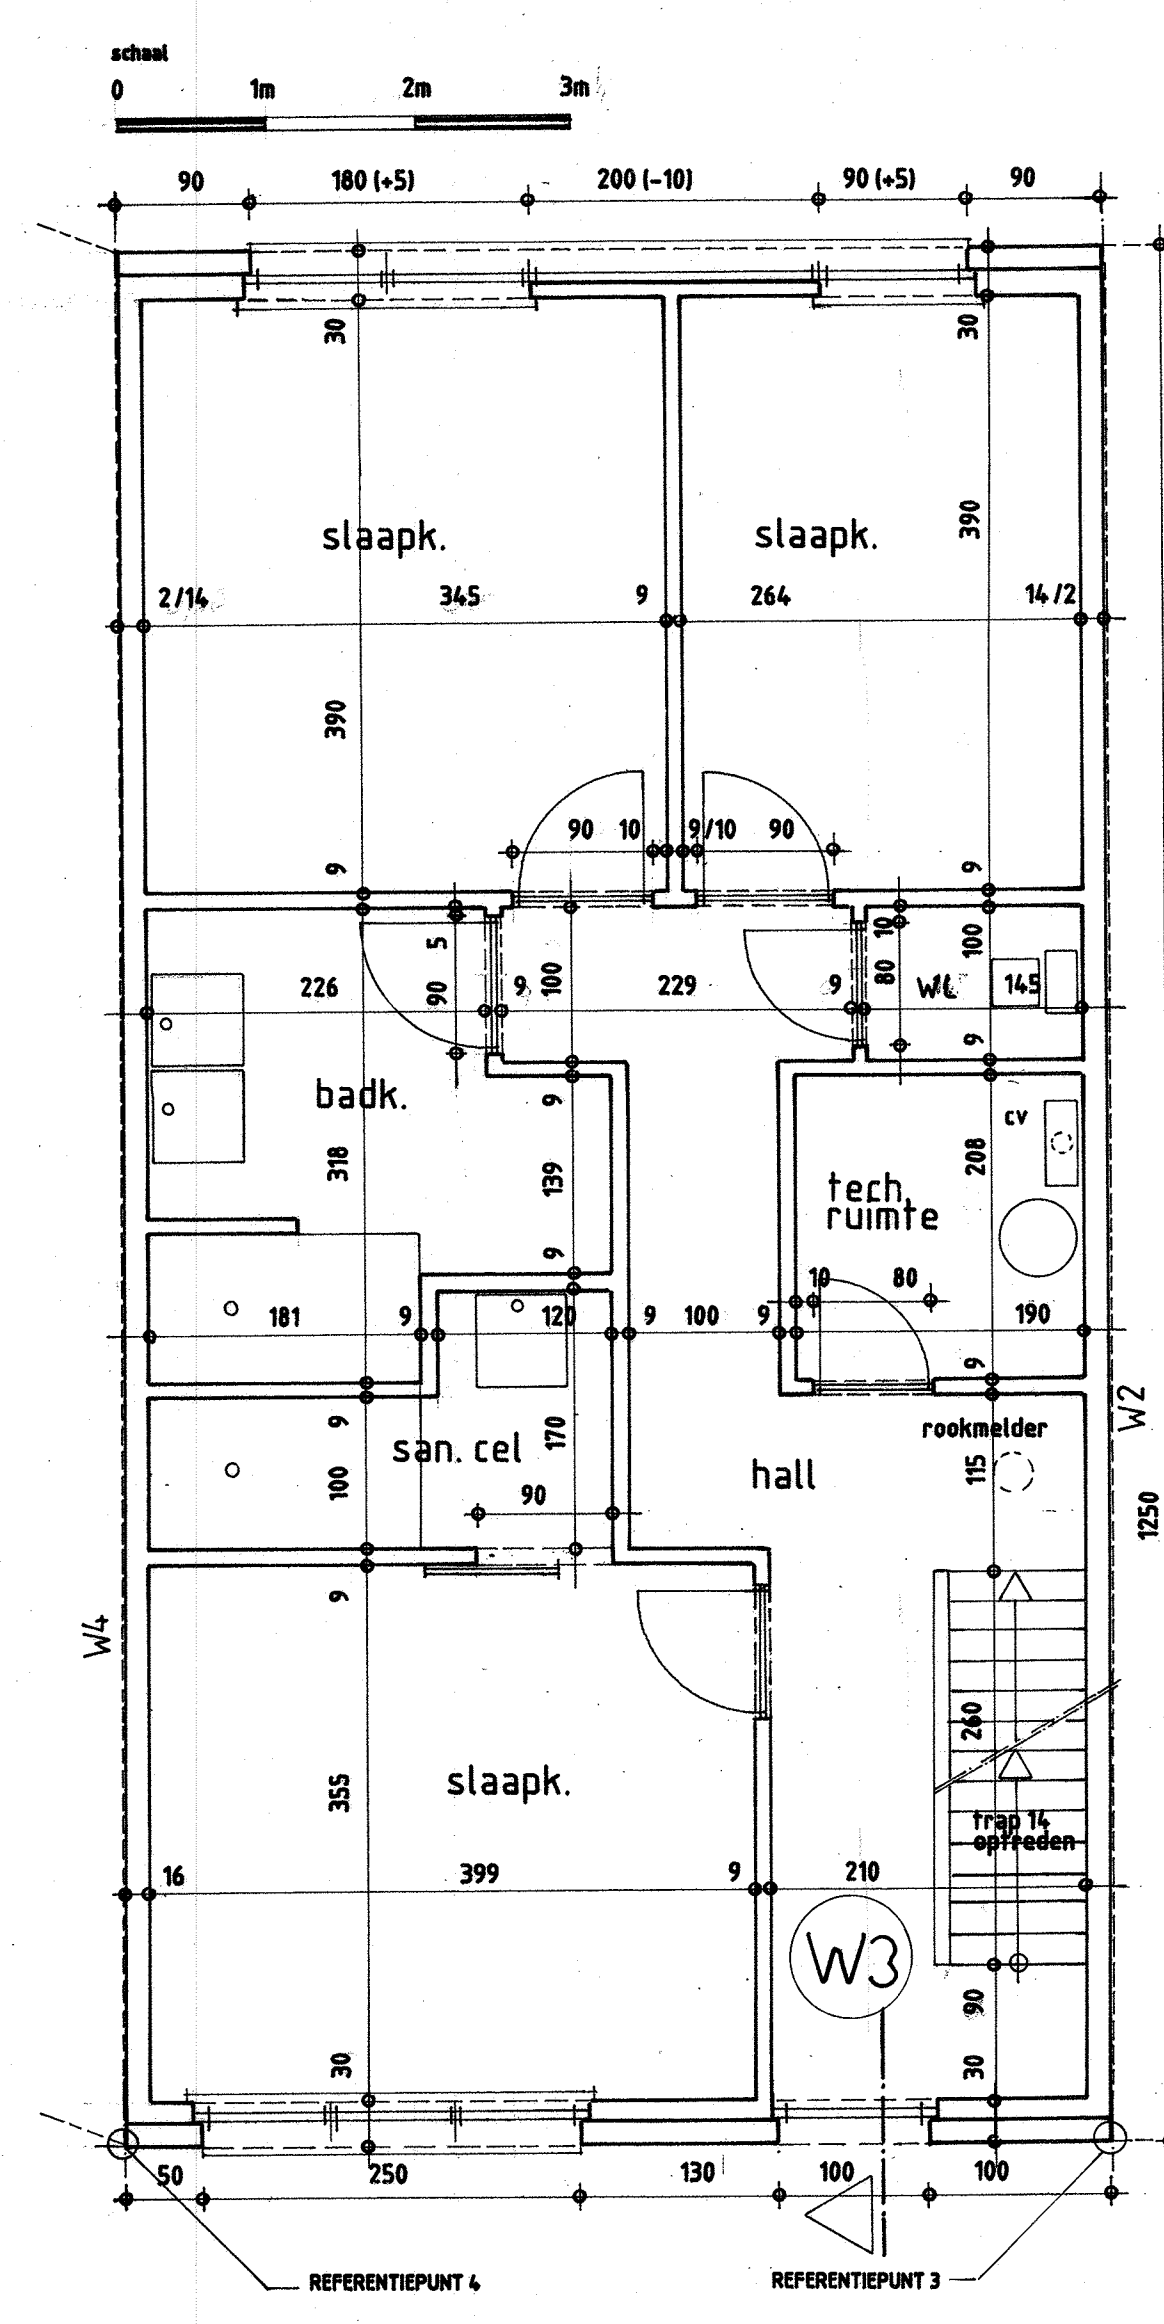 schaal
0 1m 2m 3m
90 180 (+5) 200 (-10) 90 (+5) 90
30 30
slaapk. slaapk.
390
2/14 345 9 264 14/2
390
90 10 9/10 90
9 9
5 100 10 100
226 90 9 229 9 80 WC 145
9
badk. 9 cv
318 139 208
tech.
ruimte
9 10 80
181 9 120 9 100 9 190
9
W2
9 170 rookmelder
san. cel hall 115
100
90
1250
9
W4
260
355 slaapk.
trap 14
optreden
16 399 9 210
W3
90
30 30
50 250 130 100 100
REFERENTIEPUNT 4 REFERENTIEPUNT 3